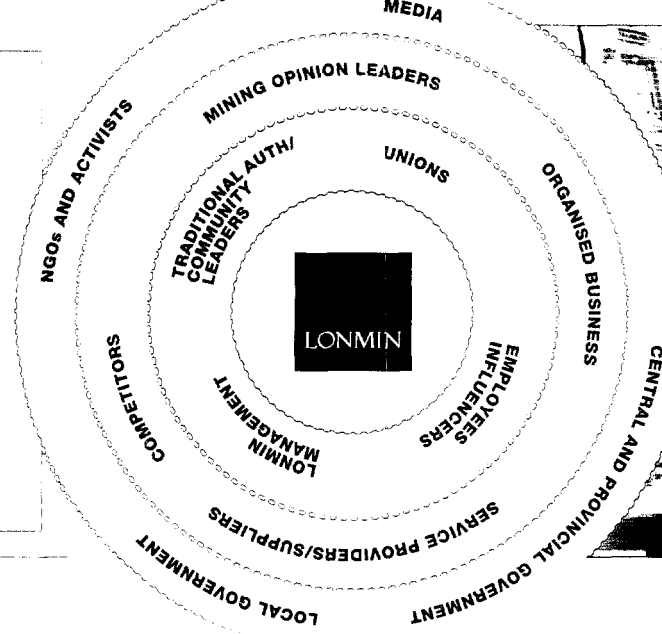 MEDIA
MINING OPINION LEADERS
NGOs AND ACTIVISTS
TRADITIONAL AUTH/
COMMUNITY
LEADERS
UNIONS
ORGANISED BUSINESS
LONMIN
EMPLOYEES
INFLUENCERS
COMPETITORS
LONMIN
MANAGEMENT
CENTRAL AND PROVINCIAL GOVERNMENT
SERVICE PROVIDERS/SUPPLIERS
LOCAL GOVERNMENT